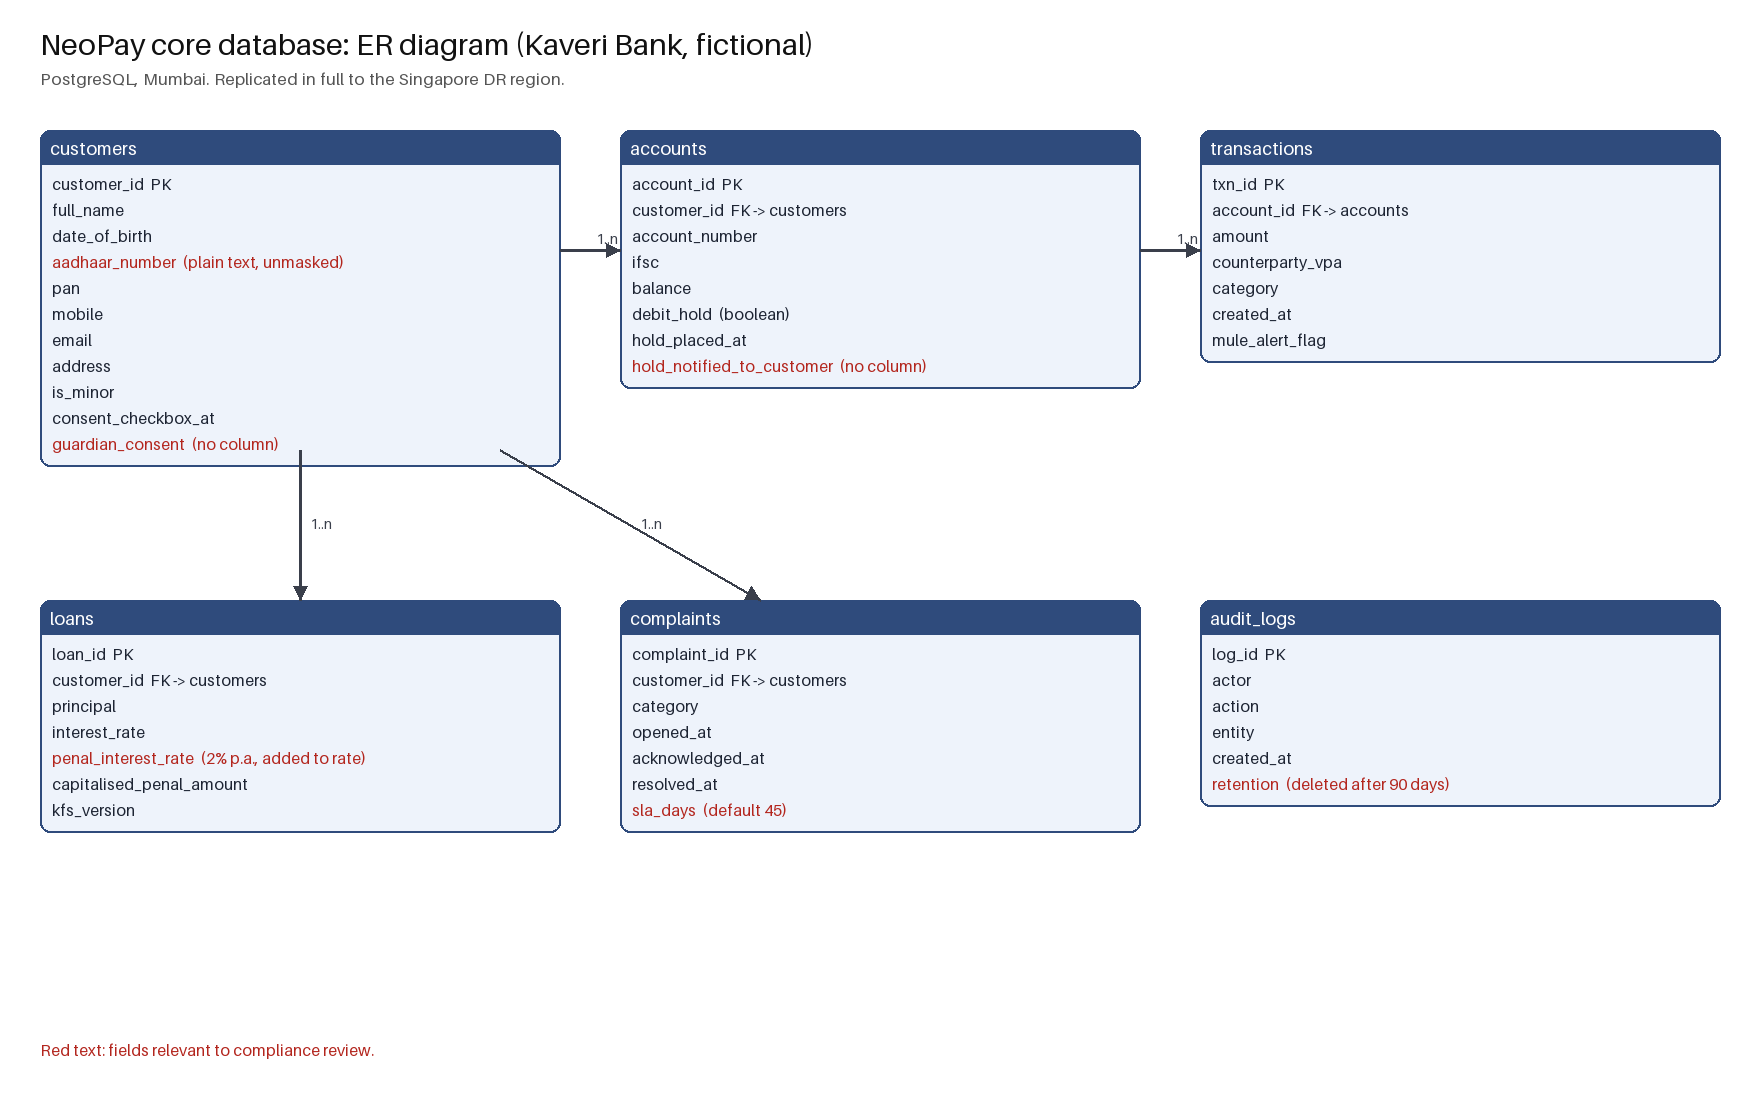 NeoPay core database: ER diagram (Kaveri Bank, fictional)
PostgreSQL, Mumbai. Replicated in full to the Singapore DR region.
customers
customer_id PK
full_name
date_of_birth
aadhaar_number (plain text, unmasked)
pan
mobile
email
address
is_minor
consent_checkbox_at
guardian_consent (no column)
1..n
accounts
account_id PK
customer_id FK -> customers
account_number
ifsc
balance
debit_hold (boolean)
hold_placed_at
hold_notified_to_customer (no column)
1..n
transactions
txn_id PK
account_id FK -> accounts
amount
counterparty_vpa
category
created_at
mule_alert_flag
1..n
1..n
loans
loan_id PK
customer_id FK -> customers
principal
interest_rate
penal_interest_rate (2% p.a., added to rate)
capitalised_penal_amount
kfs_version
complaints
complaint_id PK
customer_id FK -> customers
category
opened_at
acknowledged_at
resolved_at
sla_days (default 45)
audit_logs
log_id PK
actor
action
entity
created_at
retention (deleted after 90 days)
Red text: fields relevant to compliance review.